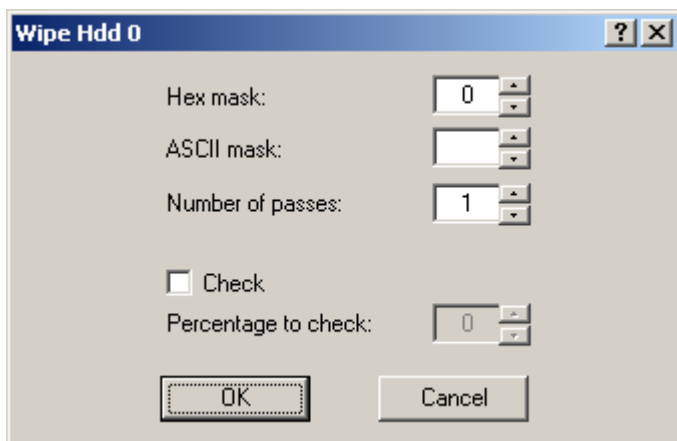 Wipe Hdd 0
Hex mask: 0
ASCII mask:
Number of passes: 1
Check
Percentage to check: 0
OK Cancel